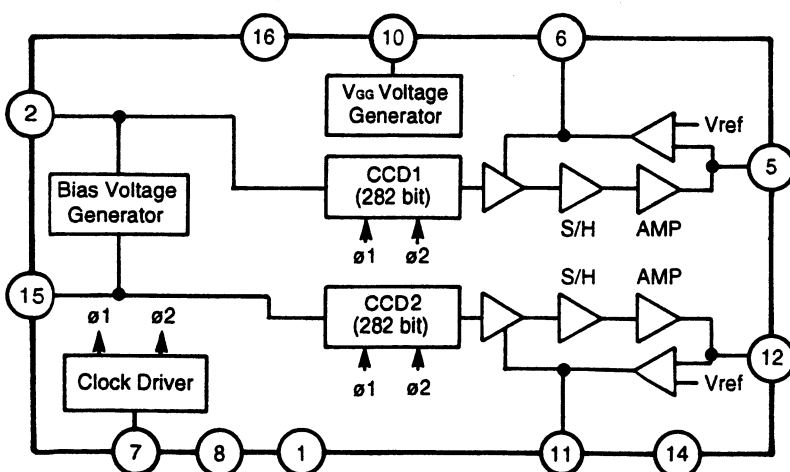 16
10
6
2
VGG Voltage
Generator
Vref
5
CCD1
(282 bit)
Bias Voltage
Generator
S/H
AMP
ø1
ø2
S/H
AMP
15
CCD2
(282 bit)
ø1
ø2
12
Clock Driver
ø1
ø2
Vref
7
8
1
11
14